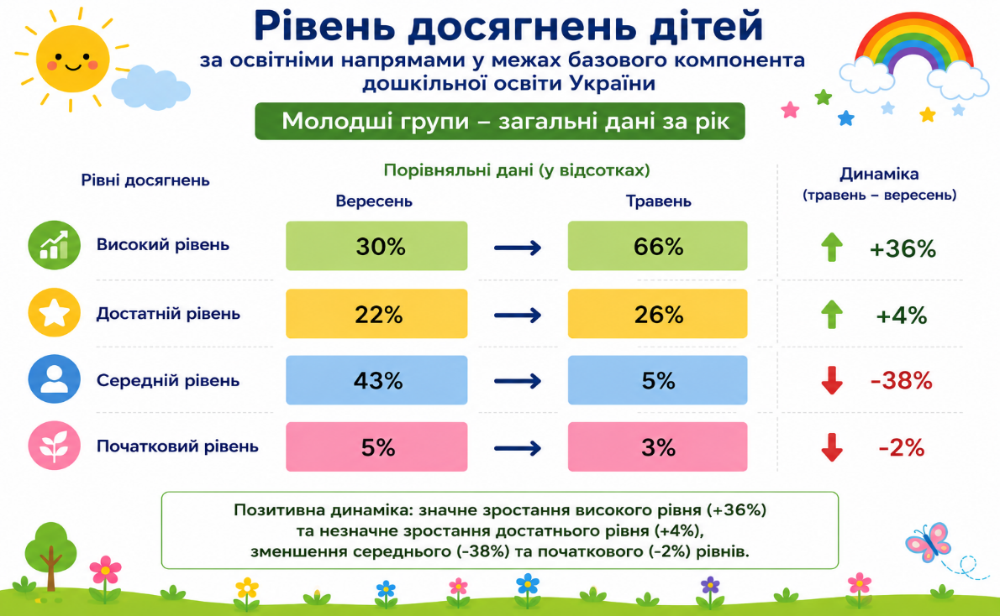 Рівень досягнень дітей
за освітніми напрямами у межах базового компонента
дошкільної освіти України
Молодші групи – загальні дані за рік
Рівні досягнень
Порівняльні дані (у відсотках)
Динаміка
(травень – вересень)
Вересень
Травень
Високий рівень
30%
66%
+36%
Достатній рівень
22%
26%
+4%
Середній рівень
43%
5%
-38%
Початковий рівень
5%
3%
-2%
Позитивна динаміка: значне зростання високого рівня (+36%)
та незначне зростання достатнього рівня (+4%),
зменшення середнього (-38%) та початкового (-2%) рівнів.